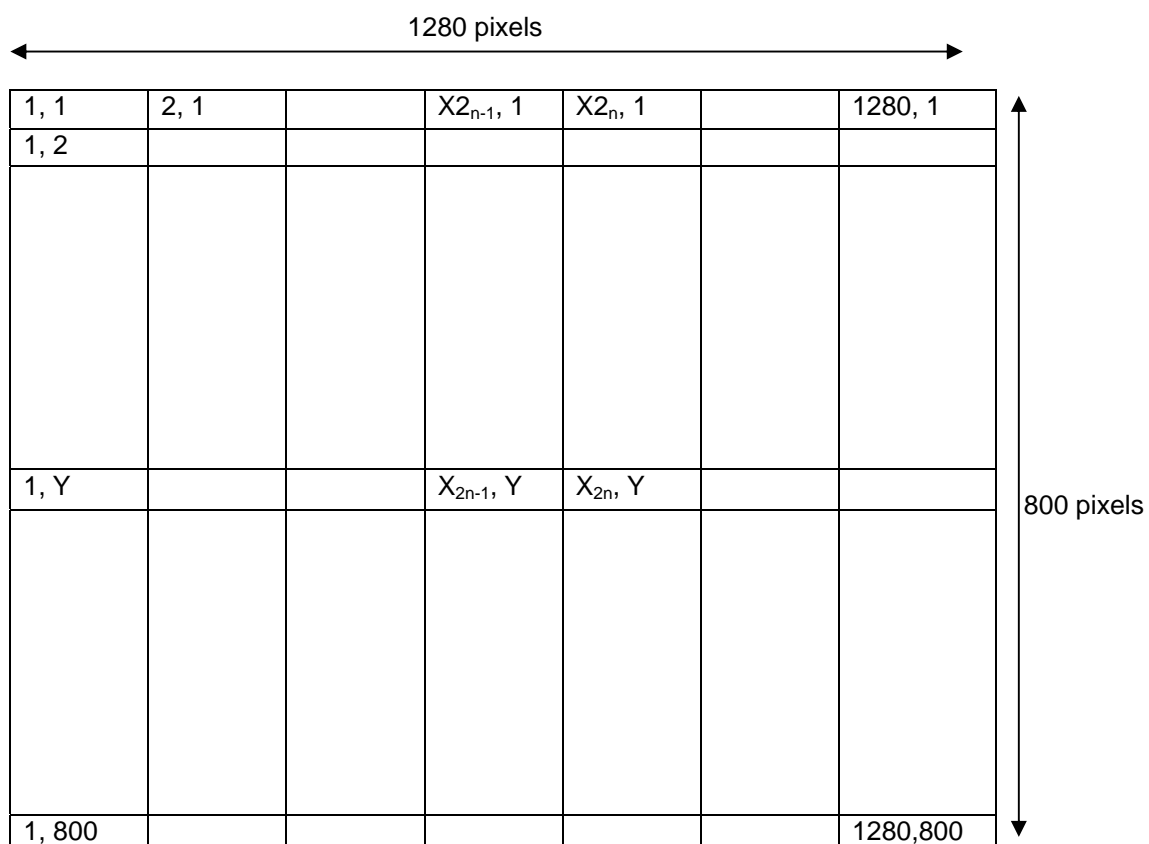 1280 pixels
1, 1 2, 1 X2ₙ₋₁, 1 X2ₙ, 1 1280, 1
1, 2
1, Y X₂ₙ₋₁, Y X₂ₙ, Y
800 pixels
1, 800 1280,800